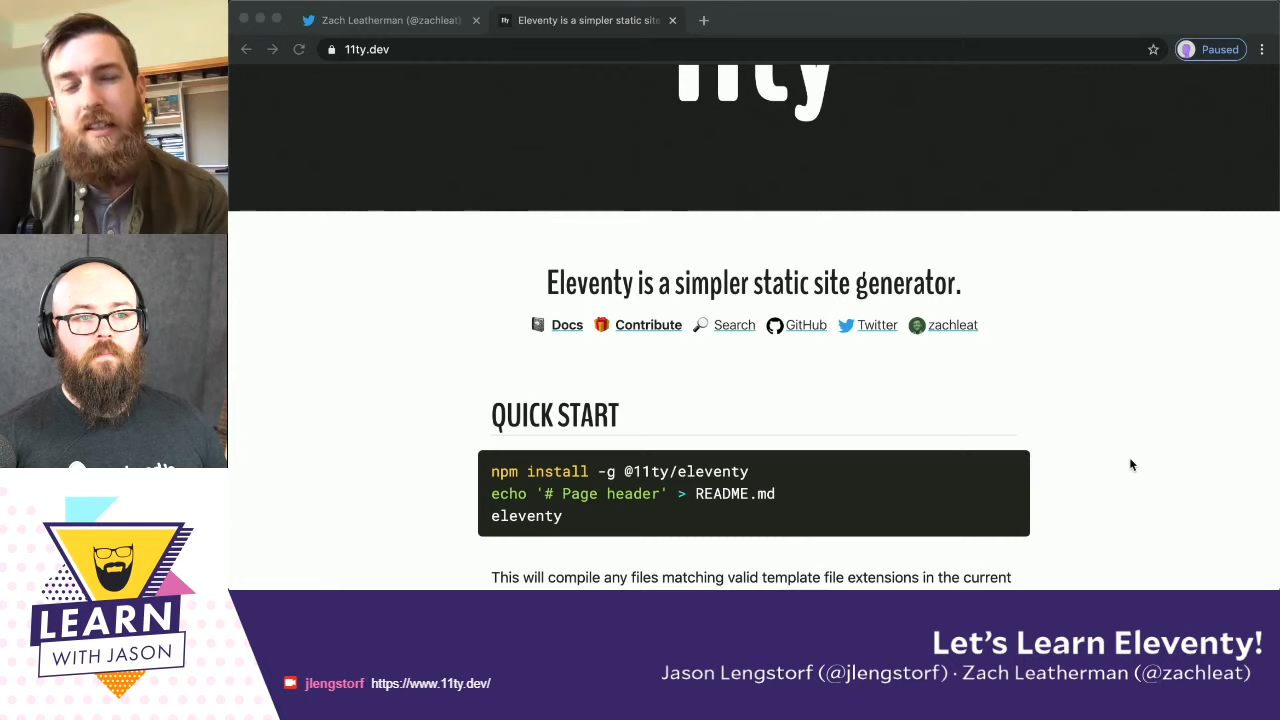 Zach Leatherman (@zachleat)
11ty
Eleventy is a simpler static site
11ty.dev
Paused
11ty
Eleventy is a simpler static site generator.
Docs Contribute Search GitHub Twitter zachleat
QUICK START
npm install -g @11ty/eleventy
echo '# Page header' > README.md
eleventy
This will compile any files matching valid template file extensions in the current
LEARN
WITH JASON
jlengstorf https://www.11ty.dev/
Let's Learn Eleventy!
Jason Lengstorf (@jlengstorf) · Zach Leatherman (@zachleat)